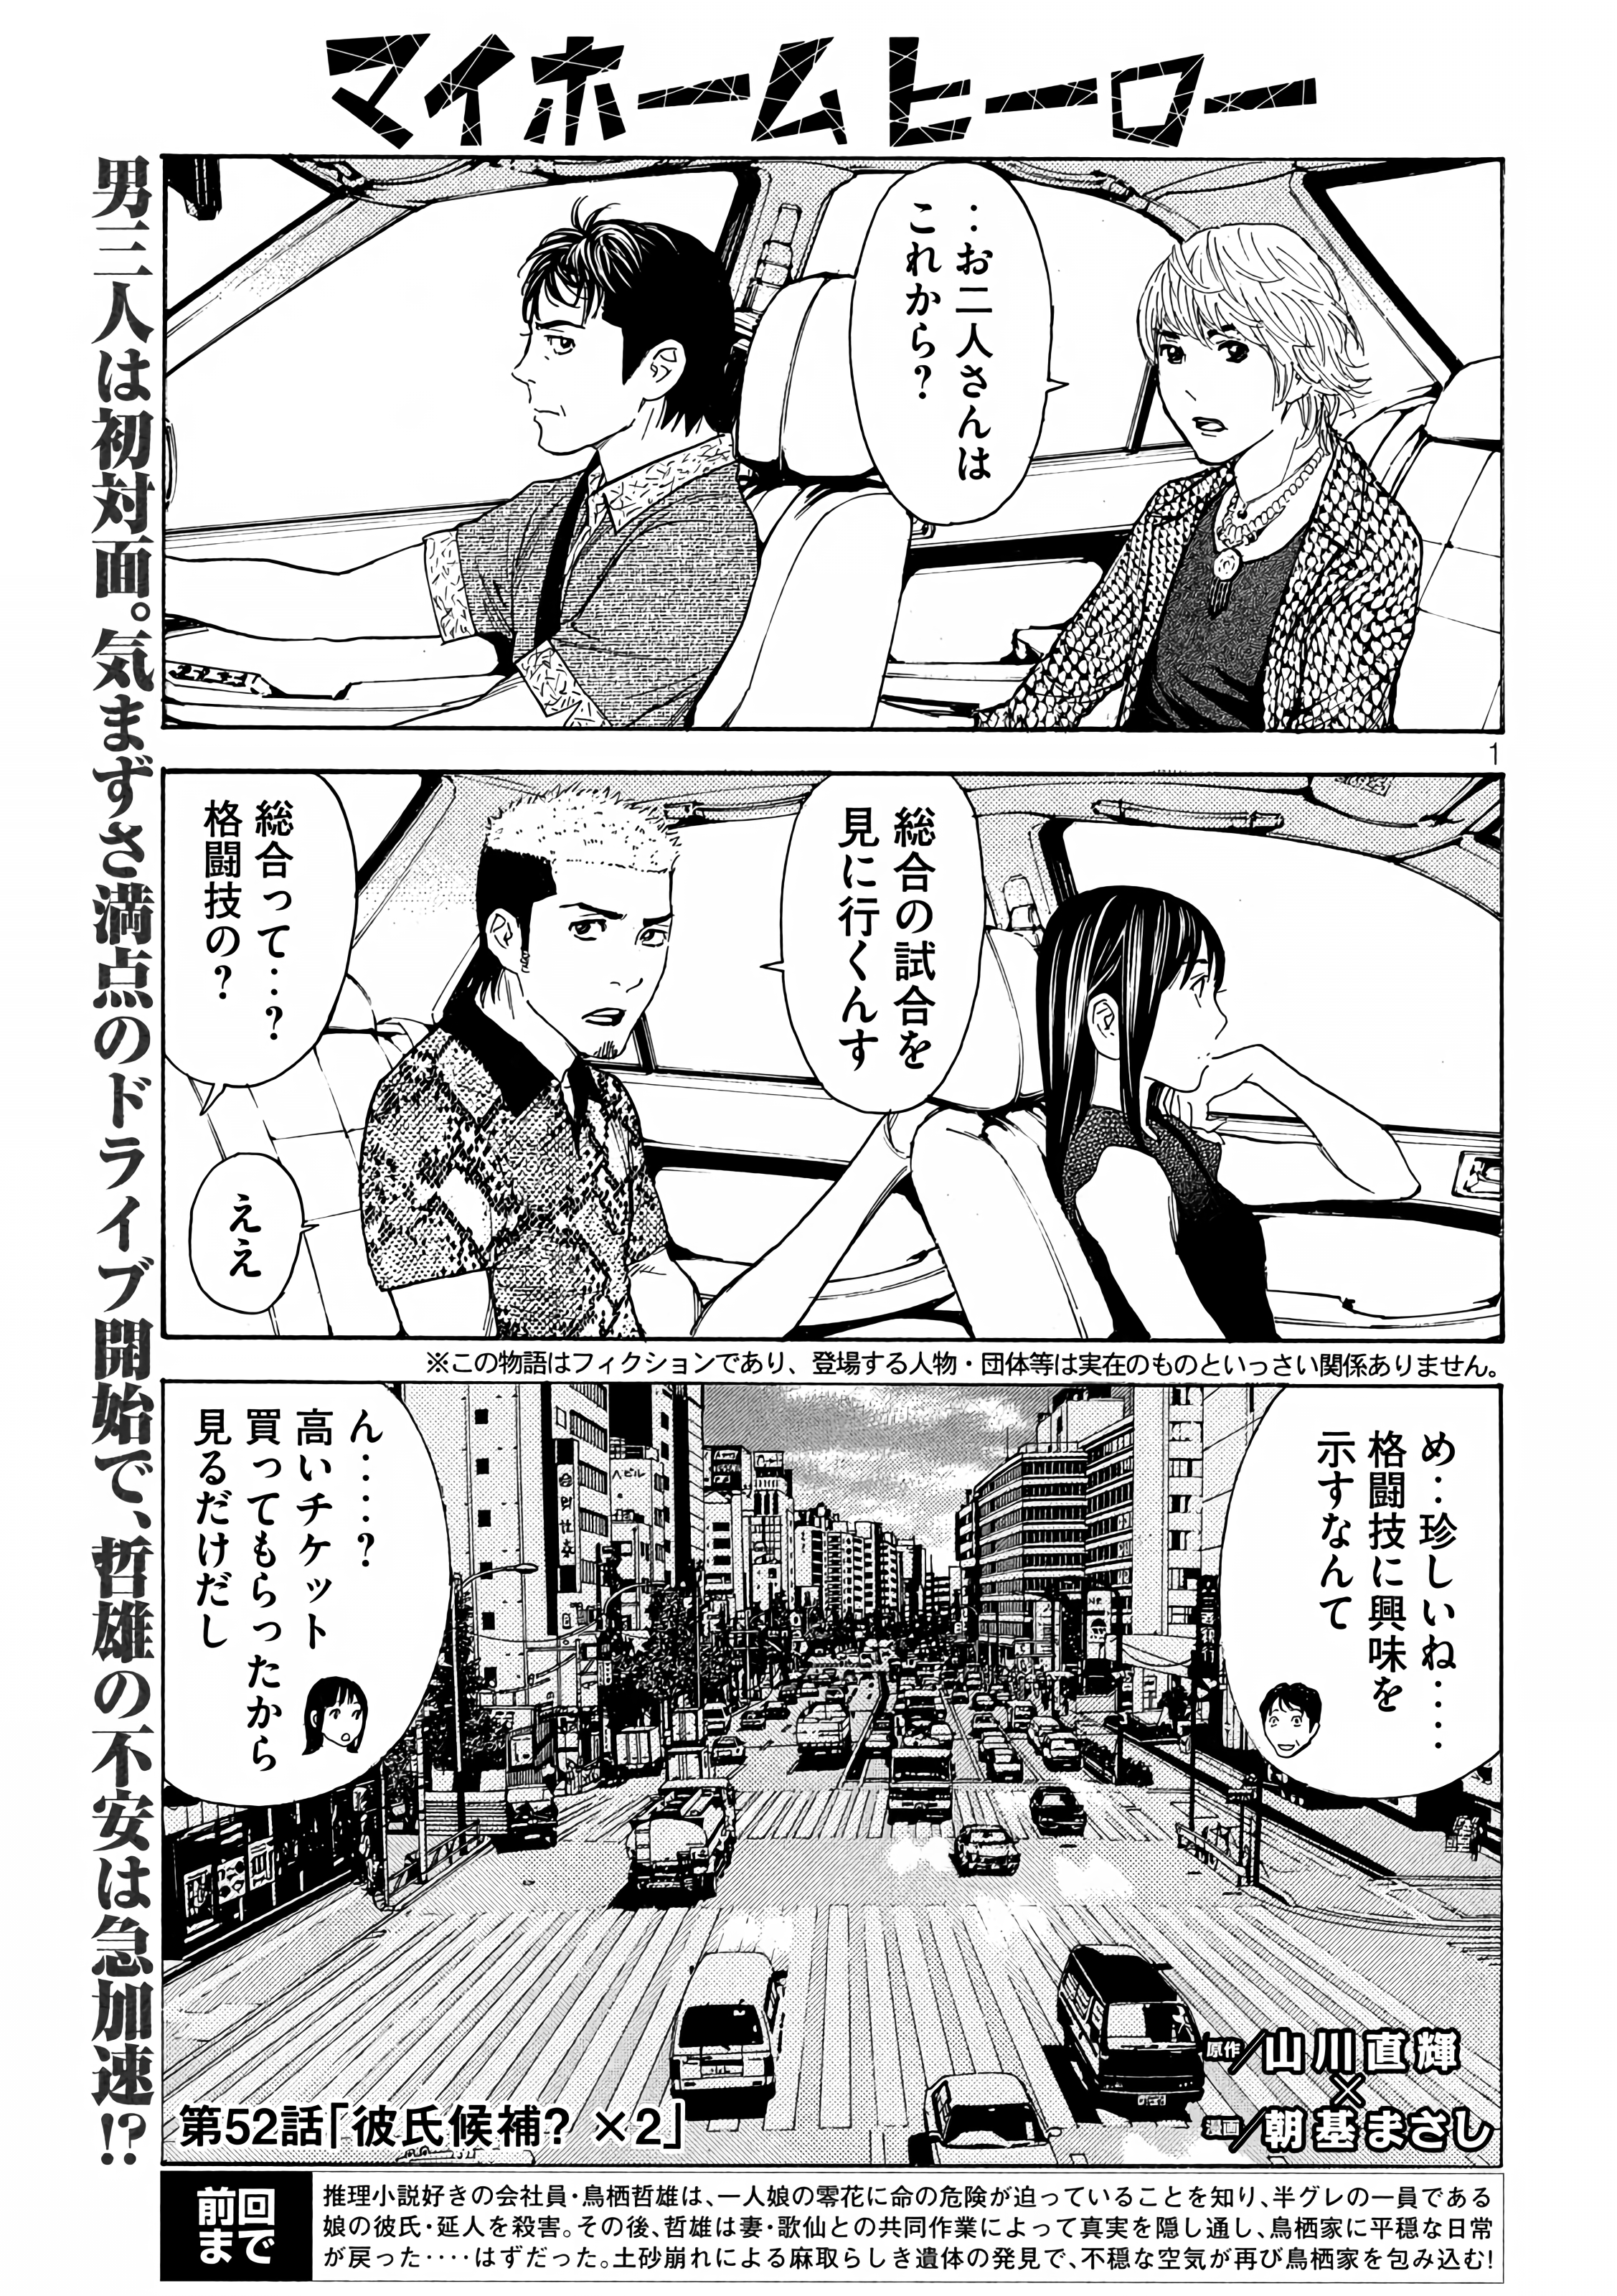 マイホームヒーロー
男三人は初対面。気まずさ満点のドライブ開始で、哲雄の不安は急加速!?
‥お二人さんは
これから?
1
総合の試合を
見に行くんす
総合って‥?
格闘技の?
ええ
※この物語はフィクションであり、登場する人物・団体等は実在のものといっさい関係ありません。
め‥珍しいね‥‥
格闘技に興味を
示すなんて
ん‥‥?
高いチケット
買ってもらったから
見るだけだし
ヘビル
原作/山川直輝
×
漫画/朝基まさし
第52話「彼氏候補? ×2」
前回
まで
推理小説好きの会社員・鳥栖哲雄は、一人娘の零花に命の危険が迫っていることを知り、半グレの一員である
娘の彼氏・延人を殺害。その後、哲雄は妻・歌仙との共同作業によって真実を隠し通し、鳥栖家に平穏な日常
が戻った‥‥はずだった。土砂崩れによる麻取らしき遺体の発見で、不穏な空気が再び鳥栖家を包み込む!